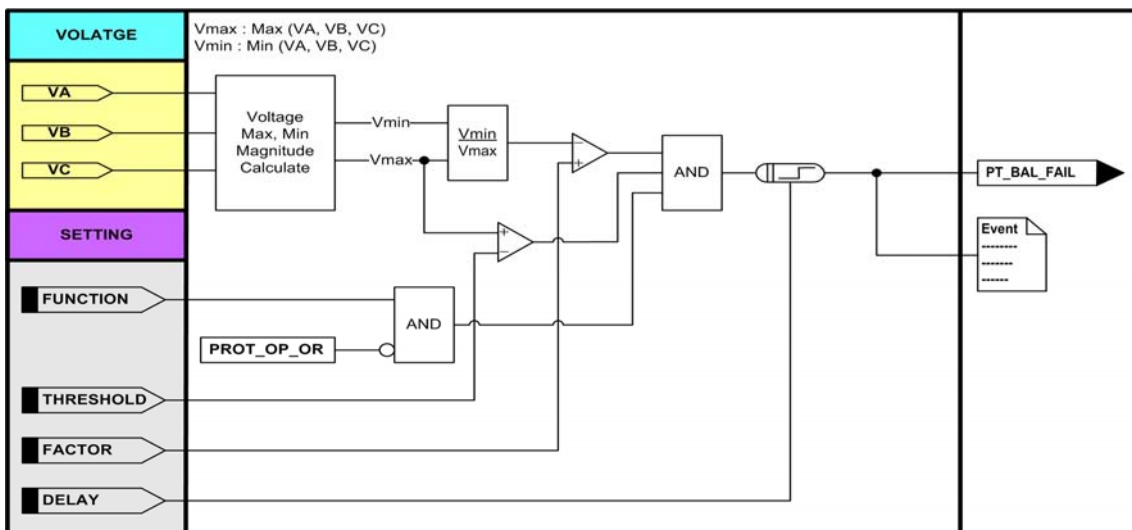 VOLATGE
Vmax : Max (VA, VB, VC)
Vmin : Min (VA, VB, VC)
VA
VB
VC
Voltage
Max, Min
Magnitude
Calculate
Vmin
Vmax
Vmin
Vmax
-
+
AND
PT_BAL_FAIL
SETTING
+
-
Event
--------
-------
------
FUNCTION
AND
PROT_OP_OR
THRESHOLD
FACTOR
DELAY